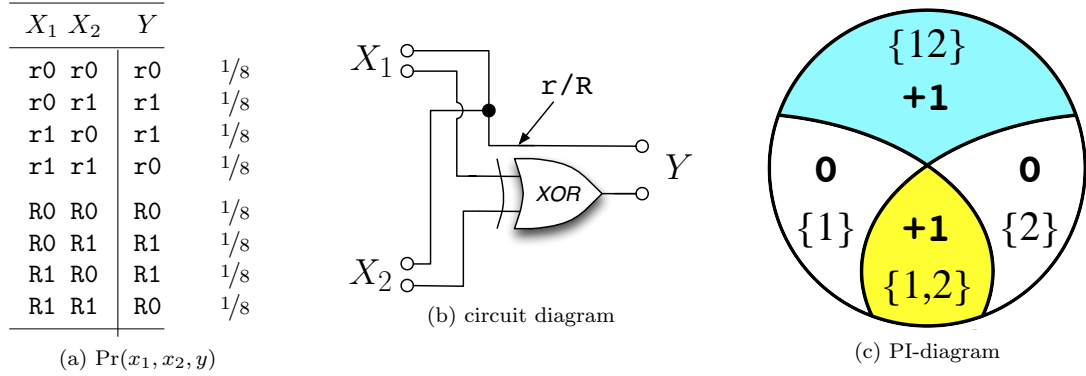 X₁ X₂ Y
r0 r0 r0 1/8
r0 r1 r1 1/8
r1 r0 r1 1/8
r1 r1 r0 1/8
R0 R0 R0 1/8
R0 R1 R1 1/8
R1 R0 R1 1/8
R1 R1 R0 1/8
(a) Pr(x₁, x₂, y)
X₁
r/R
XOR
Y
X₂
(b) circuit diagram
{12}
+1
0
0
{1}
+1
{2}
{1,2}
(c) PI-diagram